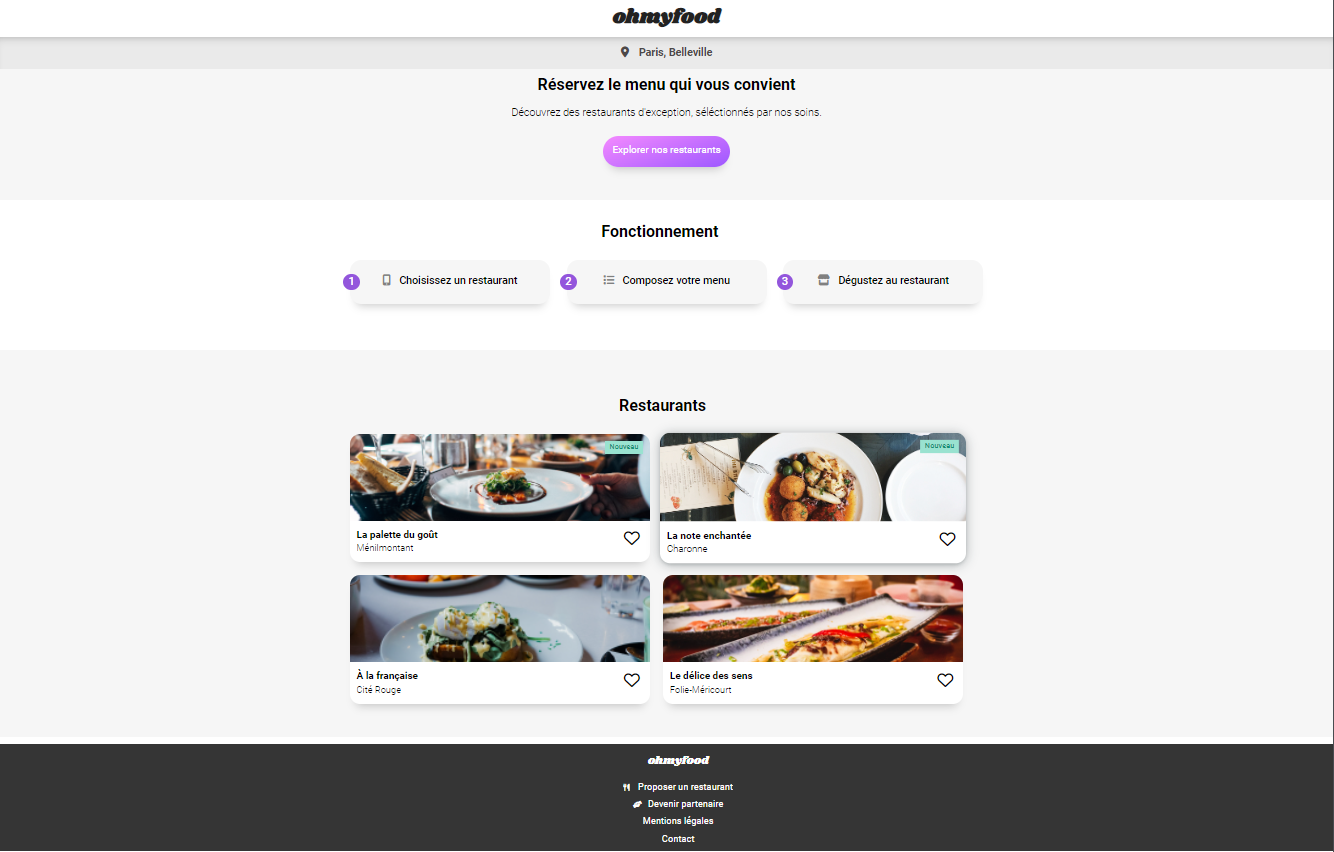 ohmyfood
Paris, Belleville
Réservez le menu qui vous convient
Découvrez des restaurants d'exception, séléctionnés par nos soins.
Explorer nos restaurants
Fonctionnement
1 Choisissez un restaurant
2 Composez votre menu
3 Dégustez au restaurant
Restaurants
Nouveau
Nouveau
La palette du goût
Ménilmontant
La note enchantée
Charonne
À la française
Cité Rouge
Le délice des sens
Folie-Méricourt
ohmyfood
Proposer un restaurant
Devenir partenaire
Mentions légales
Contact